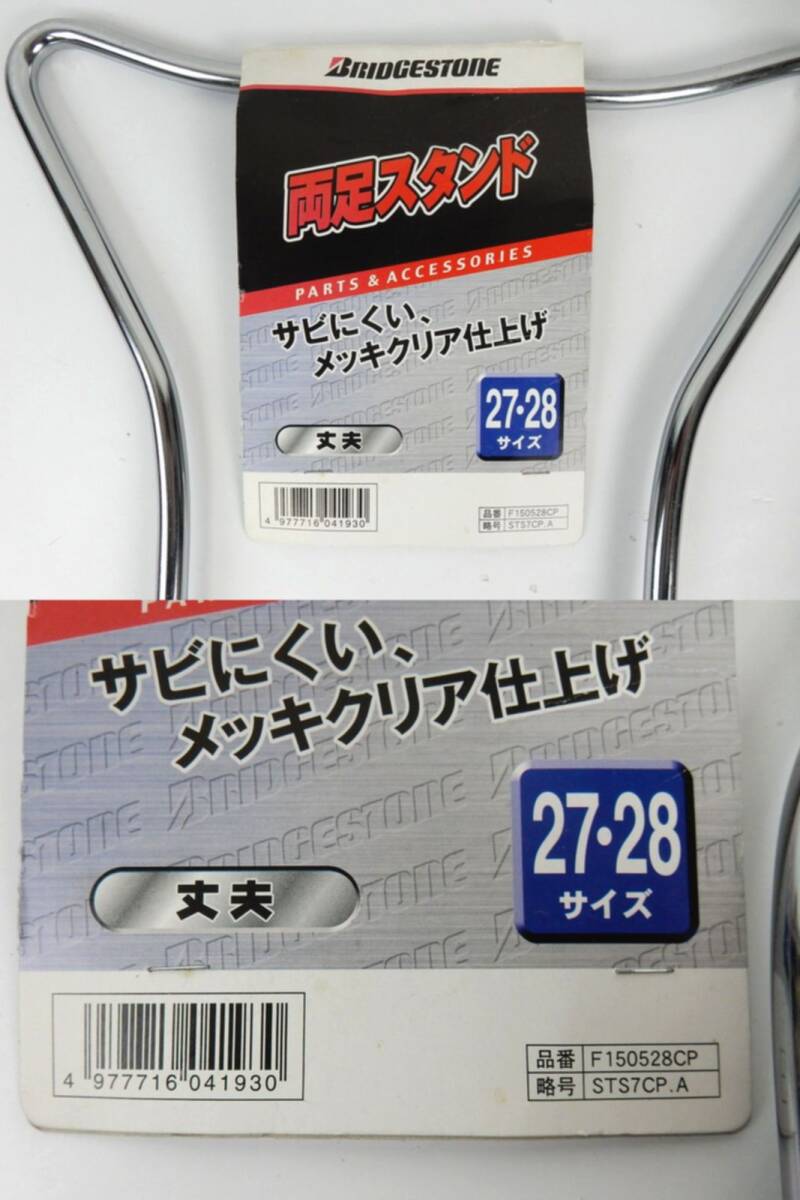 BRIDGESTONE
両足スタンド
PARTS & ACCESSORIES
サビにくい、
メッキクリア仕上げ
27・28
サイズ
丈夫
4 977716 041930
品番 F150528CP
略号 STS7CP.A
サビにくい、
メッキクリア仕上げ
27・28
サイズ
丈夫
4 977716 041930
品番 F150528CP
略号 STS7CP.A